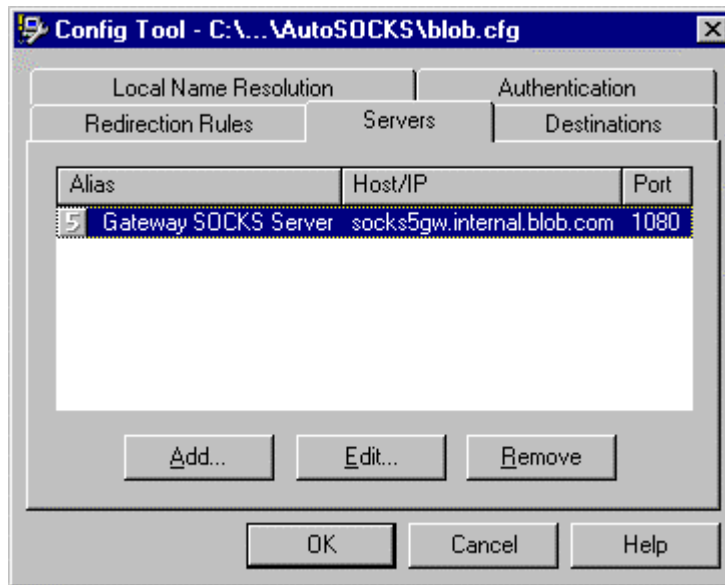 Config Tool - C:\...\AutoSOCKS\blob.cfg
Local Name Resolution Authentication
Redirection Rules Servers Destinations
Alias Host/IP Port
5 Gateway SOCKS Server socks5gw.internal.blob.com 1080
Add... Edit... Remove
OK Cancel Help